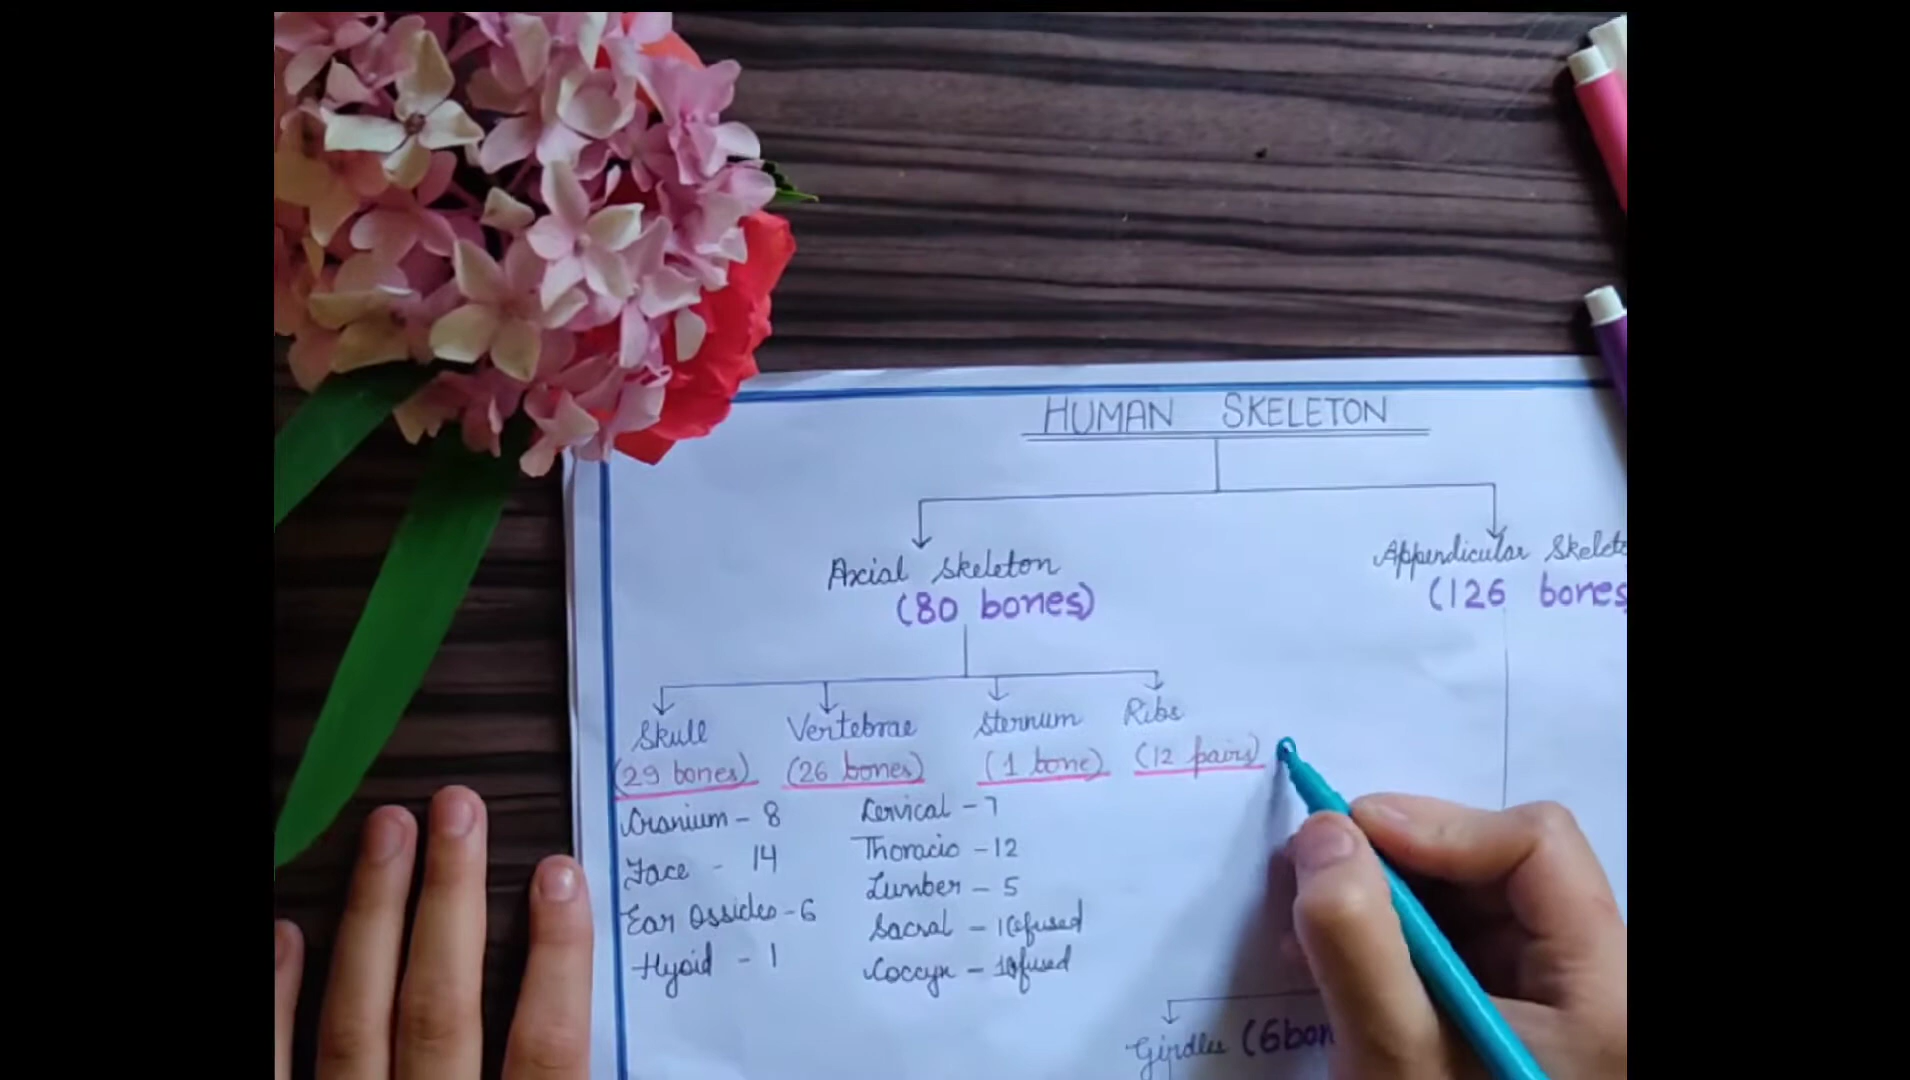 HUMAN SKELETON
Axial Skeleton
(80 bones)
Appendicular Skelet
(126 bones
Skull
(29 bones)
Vertebrae
(26 bones)
Sternum
(1 bone)
Ribs
(12 pairs)
Cranium - 8
Face - 14
Ear Ossicles - 6
Hyoid - 1
Cervical - 7
Thoracic - 12
Lumber - 5
Sacral - 1 fused
Coccyx - 1 fused
Girdles (6 bon